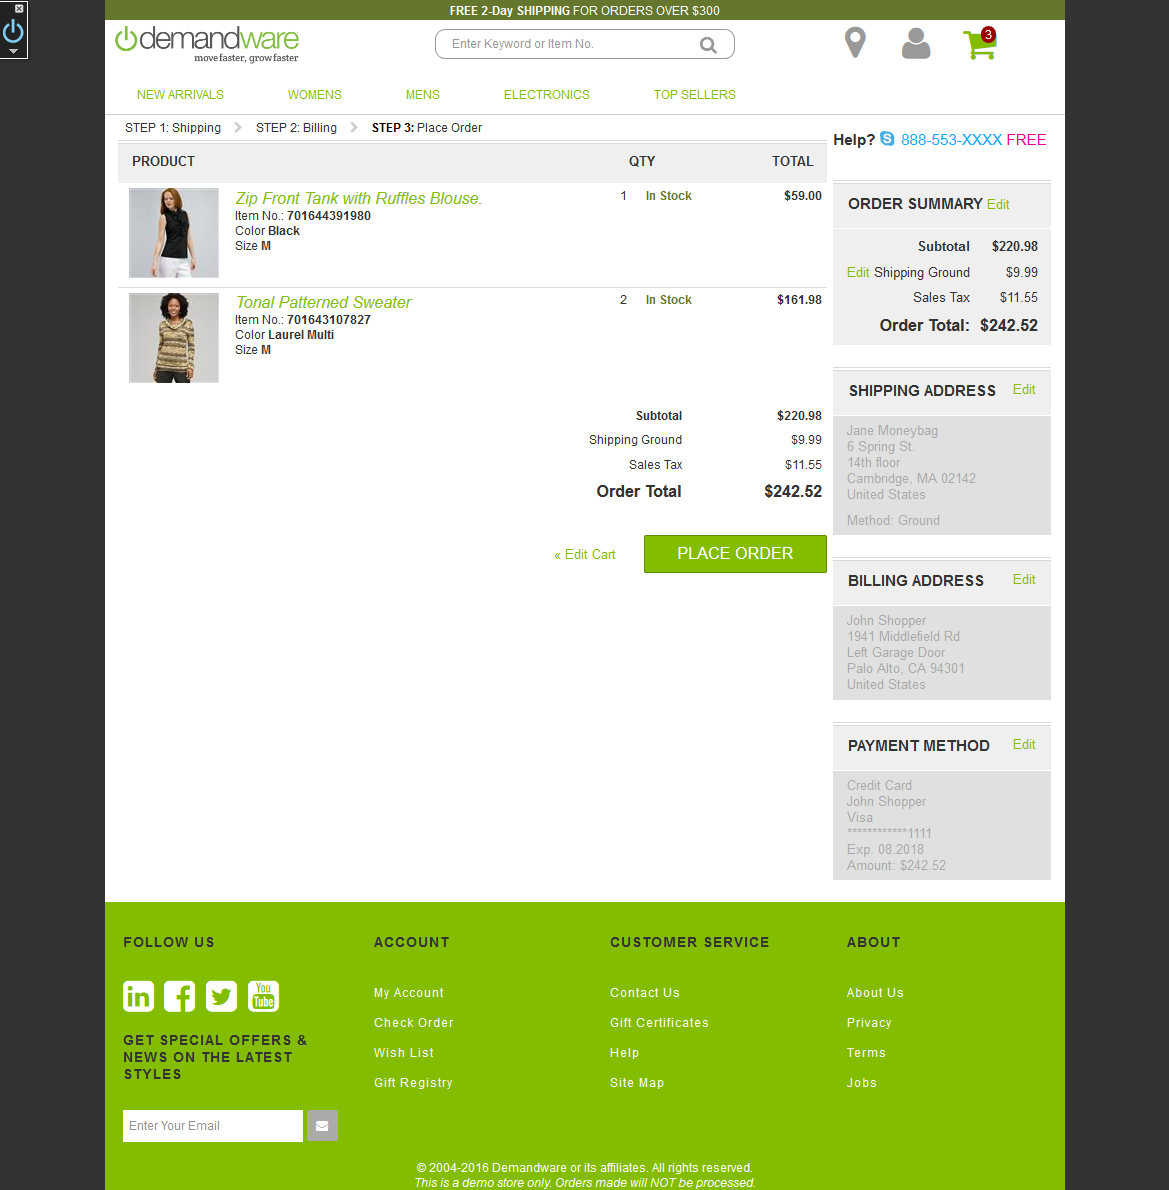 FREE 2-Day SHIPPING FOR ORDERS OVER $300
demandware
move faster, grow faster
Enter Keyword or Item No.
3
NEW ARRIVALS WOMENS MENS ELECTRONICS TOP SELLERS
STEP 1: Shipping STEP 2: Billing STEP 3: Place Order
PRODUCT QTY TOTAL
Zip Front Tank with Ruffles Blouse. 1 In Stock $59.00
Item No.: 701644391980
Color Black
Size M
Tonal Patterned Sweater 2 In Stock $161.98
Item No.: 701643107827
Color Laurel Multi
Size M
Subtotal $220.98
Shipping Ground $9.99
Sales Tax $11.55
Order Total $242.52
« Edit Cart PLACE ORDER
Help? 888-553-XXXX FREE
ORDER SUMMARY Edit
Subtotal $220.98
Edit Shipping Ground $9.99
Sales Tax $11.55
Order Total: $242.52
SHIPPING ADDRESS Edit
Jane Moneybag
6 Spring St.
14th floor
Cambridge, MA 02142
United States
Method: Ground
BILLING ADDRESS Edit
John Shopper
1941 Middlefield Rd
Left Garage Door
Palo Alto, CA 94301
United States
PAYMENT METHOD Edit
Credit Card
John Shopper
Visa
************1111
Exp. 08.2018
Amount: $242.52
FOLLOW US
in f You Tube
GET SPECIAL OFFERS &
NEWS ON THE LATEST
STYLES
Enter Your Email
ACCOUNT
My Account
Check Order
Wish List
Gift Registry
CUSTOMER SERVICE
Contact Us
Gift Certificates
Help
Site Map
ABOUT
About Us
Privacy
Terms
Jobs
© 2004-2016 Demandware or its affiliates. All rights reserved.
This is a demo store only. Orders made will NOT be processed.